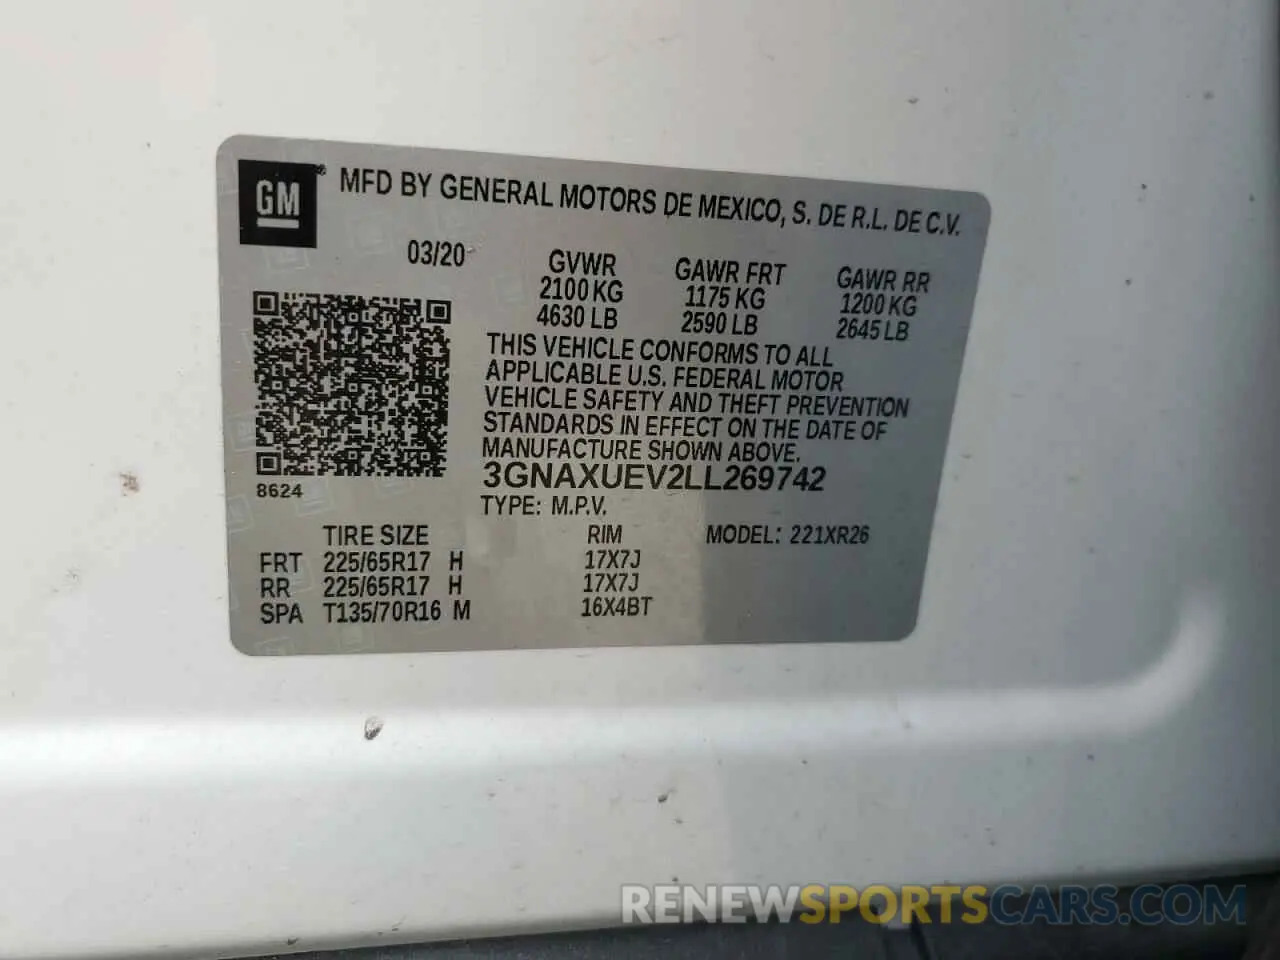 GM ® MFD BY GENERAL MOTORS DE MEXICO, S. DE R.L. DE C.V.
03/20
GVWR GAWR FRT GAWR RR
2100 KG 1175 KG 1200 KG
4630 LB 2590 LB 2645 LB
THIS VEHICLE CONFORMS TO ALL
APPLICABLE U.S. FEDERAL MOTOR
VEHICLE SAFETY AND THEFT PREVENTION
STANDARDS IN EFFECT ON THE DATE OF
MANUFACTURE SHOWN ABOVE.
3GNAXUEV2LL269742
8624
TYPE: M.P.V.
TIRE SIZE RIM MODEL: 221XR26
FRT 225/65R17 H 17X7J
RR 225/65R17 H 17X7J
SPA T135/70R16 M 16X4BT
RENEWSPORTSCARS.COM